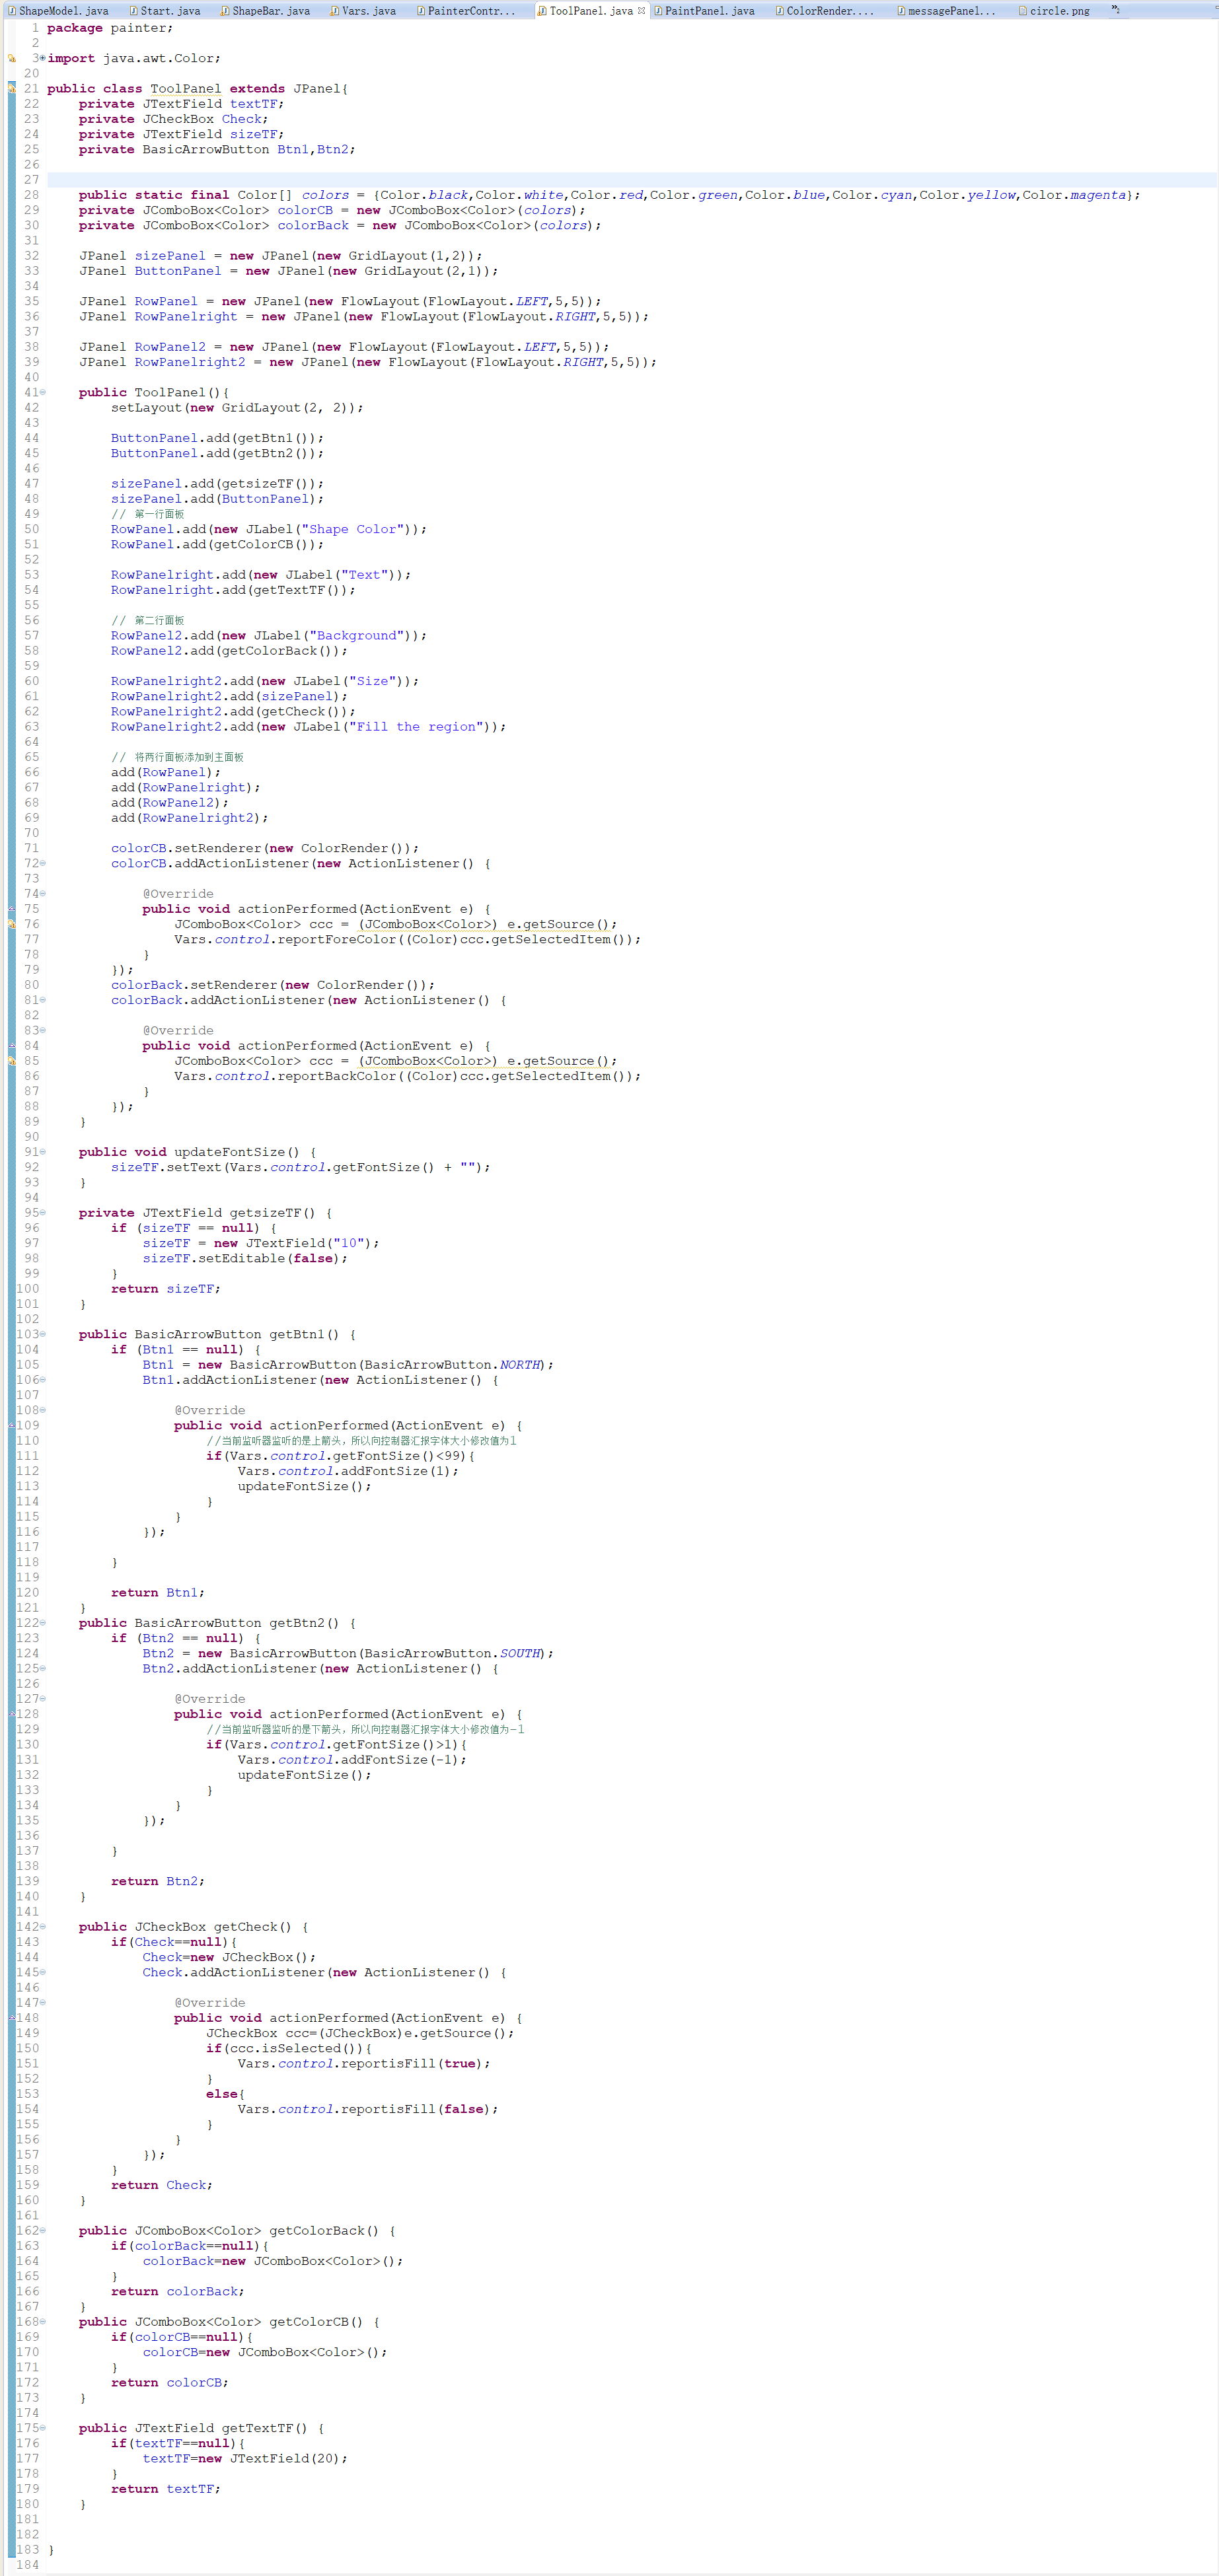 ShapeModel.java Start.java ShapeBar.java Vars.java PainterContr... ToolPanel.java PaintPanel.java ColorRender.... messagePanel... circle.png »2
1 package painter;
2
3 import java.awt.Color;
20
21 public class ToolPanel extends JPanel{
22     private JTextField textTF;
23     private JCheckBox Check;
24     private JTextField sizeTF;
25     private BasicArrowButton Btn1,Btn2;
26
27
28     public static final Color[] colors = {Color.black,Color.white,Color.red,Color.green,Color.blue,Color.cyan,Color.yellow,Color.magenta};
29     private JComboBox<Color> colorCB = new JComboBox<Color>(colors);
30     private JComboBox<Color> colorBack = new JComboBox<Color>(colors);
31
32     JPanel sizePanel = new JPanel(new GridLayout(1,2));
33     JPanel ButtonPanel = new JPanel(new GridLayout(2,1));
34
35     JPanel RowPanel = new JPanel(new FlowLayout(FlowLayout.LEFT,5,5));
36     JPanel RowPanelright = new JPanel(new FlowLayout(FlowLayout.RIGHT,5,5));
37
38     JPanel RowPanel2 = new JPanel(new FlowLayout(FlowLayout.LEFT,5,5));
39     JPanel RowPanelright2 = new JPanel(new FlowLayout(FlowLayout.RIGHT,5,5));
40
41     public ToolPanel(){
42         setLayout(new GridLayout(2, 2));
43
44         ButtonPanel.add(getBtn1());
45         ButtonPanel.add(getBtn2());
46
47         sizePanel.add(getsizeTF());
48         sizePanel.add(ButtonPanel);
49         // 第一行面板
50         RowPanel.add(new JLabel("Shape Color"));
51         RowPanel.add(getColorCB());
52
53         RowPanelright.add(new JLabel("Text"));
54         RowPanelright.add(getTextTF());
55
56         // 第二行面板
57         RowPanel2.add(new JLabel("Background"));
58         RowPanel2.add(getColorBack());
59
60         RowPanelright2.add(new JLabel("Size"));
61         RowPanelright2.add(sizePanel);
62         RowPanelright2.add(getCheck());
63         RowPanelright2.add(new JLabel("Fill the region"));
64
65         // 将两行面板添加到主面板
66         add(RowPanel);
67         add(RowPanelright);
68         add(RowPanel2);
69         add(RowPanelright2);
70
71         colorCB.setRenderer(new ColorRender());
72         colorCB.addActionListener(new ActionListener() {
73
74             @Override
75             public void actionPerformed(ActionEvent e) {
76                 JComboBox<Color> ccc = (JComboBox<Color>) e.getSource();
77                 Vars.control.reportForeColor((Color)ccc.getSelectedItem());
78             }
79         });
80         colorBack.setRenderer(new ColorRender());
81         colorBack.addActionListener(new ActionListener() {
82
83             @Override
84             public void actionPerformed(ActionEvent e) {
85                 JComboBox<Color> ccc = (JComboBox<Color>) e.getSource();
86                 Vars.control.reportBackColor((Color)ccc.getSelectedItem());
87             }
88         });
89     }
90
91     public void updateFontSize() {
92         sizeTF.setText(Vars.control.getFontSize() + "");
93     }
94
95     private JTextField getsizeTF() {
96         if (sizeTF == null) {
97             sizeTF = new JTextField("10");
98             sizeTF.setEditable(false);
99         }
100         return sizeTF;
101     }
102
103     public BasicArrowButton getBtn1() {
104         if (Btn1 == null) {
105             Btn1 = new BasicArrowButton(BasicArrowButton.NORTH);
106             Btn1.addActionListener(new ActionListener() {
107
108                 @Override
109                 public void actionPerformed(ActionEvent e) {
110                     //当前监听器监听的是上箭头，所以向控制器汇报字体大小修改值为1
111                     if(Vars.control.getFontSize()<99){
112                         Vars.control.addFontSize(1);
113                         updateFontSize();
114                     }
115                 }
116             });
117
118         }
119
120         return Btn1;
121     }
122     public BasicArrowButton getBtn2() {
123         if (Btn2 == null) {
124             Btn2 = new BasicArrowButton(BasicArrowButton.SOUTH);
125             Btn2.addActionListener(new ActionListener() {
126
127                 @Override
128                 public void actionPerformed(ActionEvent e) {
129                     //当前监听器监听的是下箭头，所以向控制器汇报字体大小修改值为-1
130                     if(Vars.control.getFontSize()>1){
131                         Vars.control.addFontSize(-1);
132                         updateFontSize();
133                     }
134                 }
135             });
136
137         }
138
139         return Btn2;
140     }
141
142     public JCheckBox getCheck() {
143         if(Check==null){
144             Check=new JCheckBox();
145             Check.addActionListener(new ActionListener() {
146
147                 @Override
148                 public void actionPerformed(ActionEvent e) {
149                     JCheckBox ccc=(JCheckBox)e.getSource();
150                     if(ccc.isSelected()){
151                         Vars.control.reportisFill(true);
152                     }
153                     else{
154                         Vars.control.reportisFill(false);
155                     }
156                 }
157             });
158         }
159         return Check;
160     }
161
162     public JComboBox<Color> getColorBack() {
163         if(colorBack==null){
164             colorBack=new JComboBox<Color>();
165         }
166         return colorBack;
167     }
168     public JComboBox<Color> getColorCB() {
169         if(colorCB==null){
170             colorCB=new JComboBox<Color>();
171         }
172         return colorCB;
173     }
174
175     public JTextField getTextTF() {
176         if(textTF==null){
177             textTF=new JTextField(20);
178         }
179         return textTF;
180     }
181
182
183 }
184